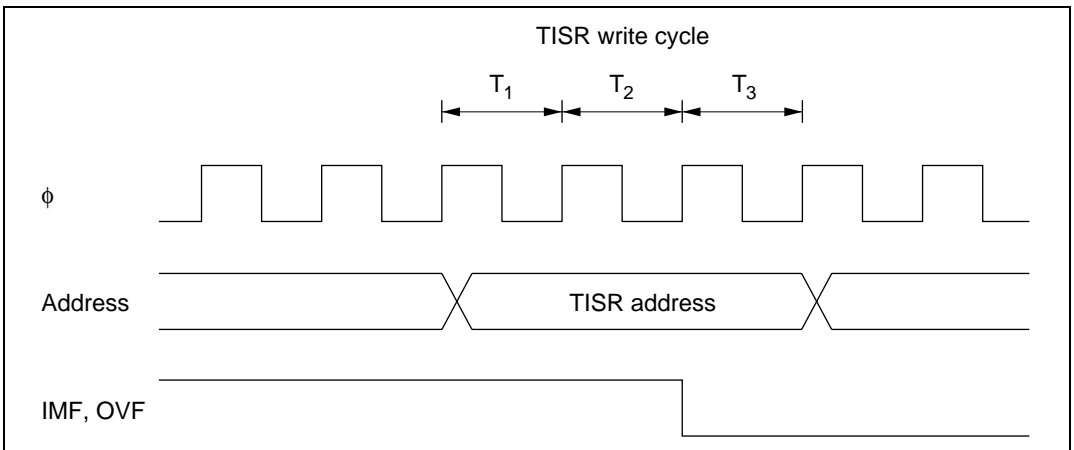 TISR write cycle
T1 T2 T3
ϕ
Address TISR address
IMF, OVF